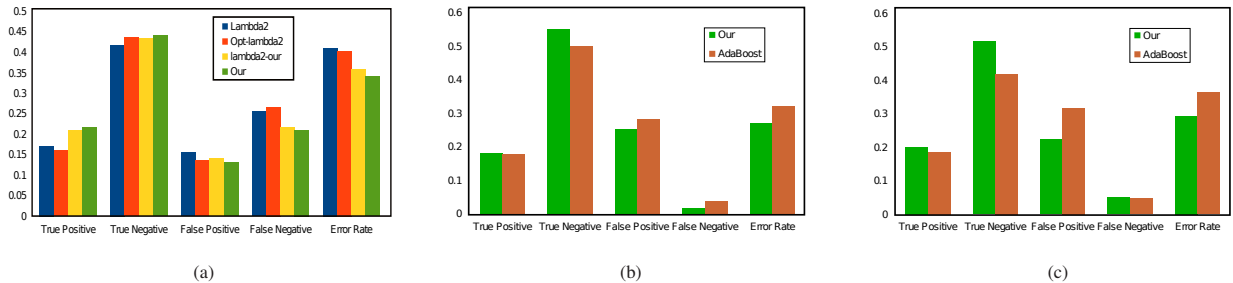 0.5
0.45
0.4
0.35
0.3
0.25
0.2
0.15
0.1
0.05
0
Lambda2
Opt-lambda2
lambda2-our
Our
True Positive True Negative False Positive False Negative Error Rate
(a)
0.6
0.5
0.4
0.3
0.2
0.1
0
Our
AdaBoost
True Positive True Negative False Positive False Negative Error Rate
(b)
0.6
0.5
0.4
0.3
0.2
0.1
0
Our
AdaBoost
True Positive True Negative False Positive False Negative Error Rate
(c)